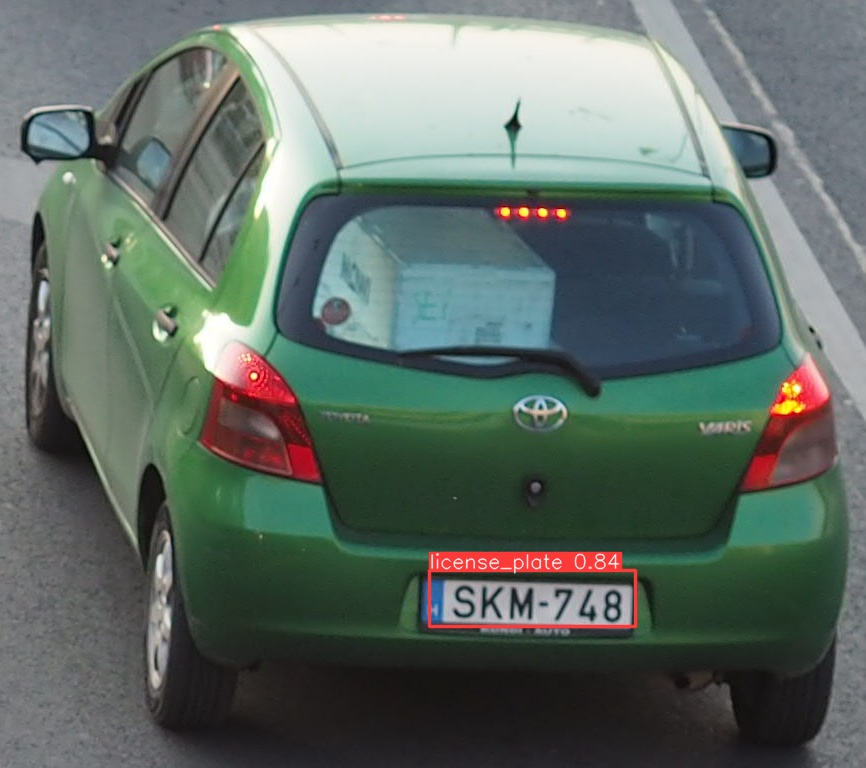 TOYOTA
YARIS
license_plate 0.84
H
SKM-748